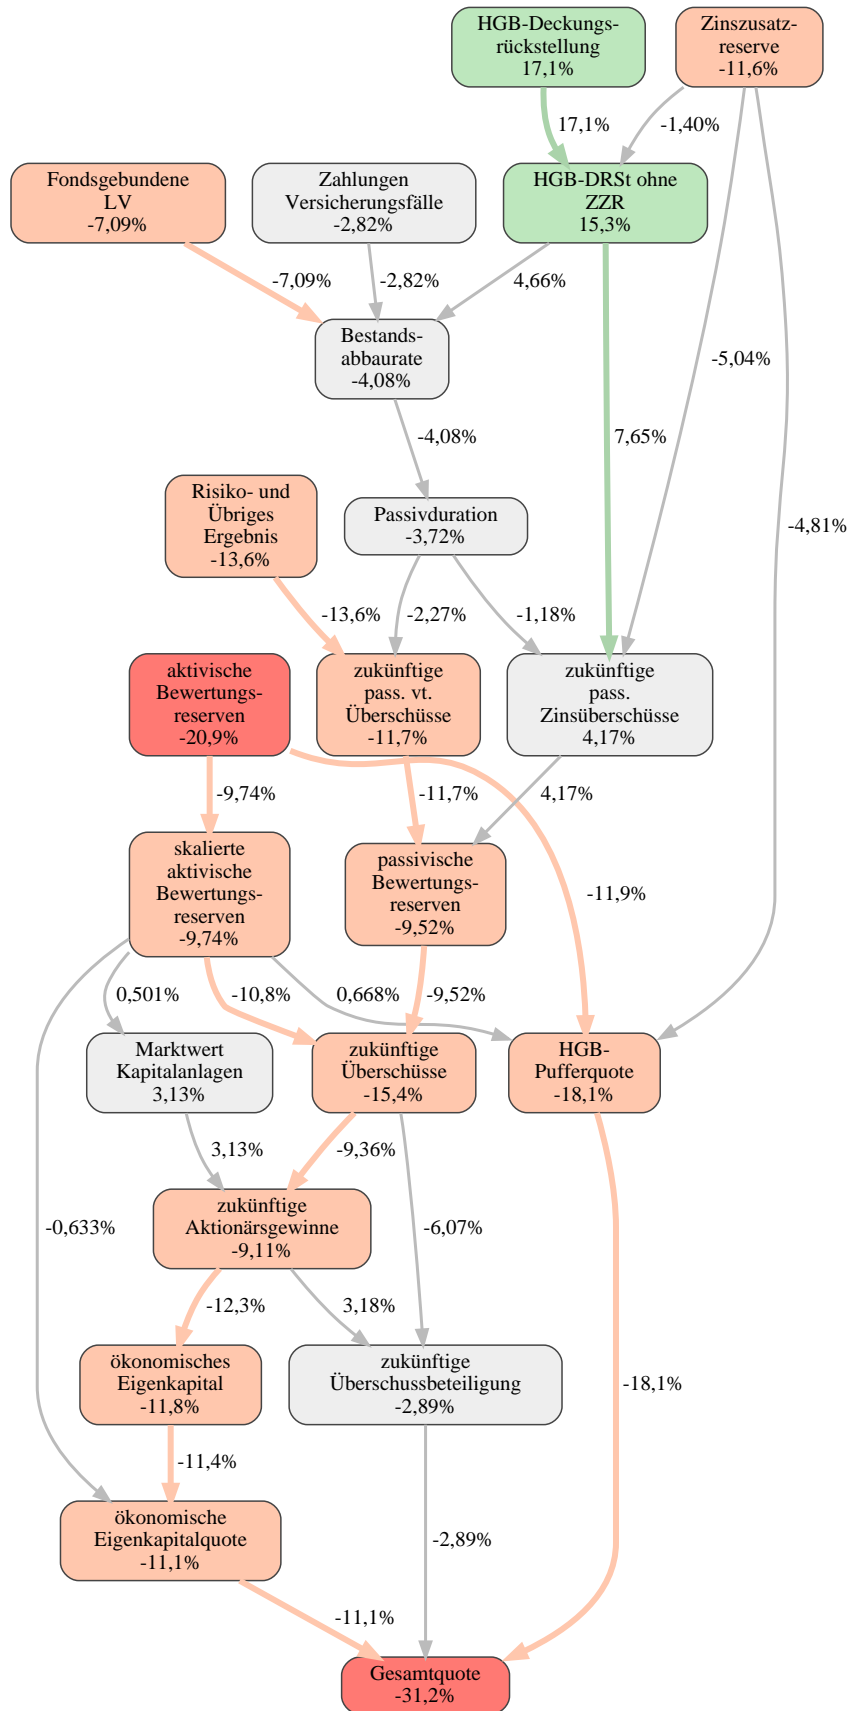 HGB-Deckungs-
rückstellung
17,1%
Zinszusatz-
reserve
-11,6%
17,1%
-1,40%
Fondsgebundene
LV
-7,09%
Zahlungen
Versicherungsfälle
-2,82%
HGB-DRSt ohne
ZZR
15,3%
-7,09%
-2,82%
4,66%
Bestands-
abbaurate
-4,08%
-5,04%
-4,08%
7,65%
Risiko- und
Übriges
Ergebnis
-13,6%
Passivduration
-3,72%
-4,81%
-13,6%
-2,27%
-1,18%
aktivische
Bewertungs-
reserven
-20,9%
zukünftige
pass. vt.
Überschüsse
-11,7%
zukünftige
pass.
Zinsüberschüsse
4,17%
-9,74%
-11,7%
4,17%
skalierte
aktivische
Bewertungs-
reserven
-9,74%
passivische
Bewertungs-
reserven
-9,52%
-11,9%
0,501%
-10,8%
0,668%
-9,52%
Marktwert
Kapitalanlagen
3,13%
zukünftige
Überschüsse
-15,4%
HGB-
Pufferquote
-18,1%
3,13%
-9,36%
zukünftige
Aktionärsgewinne
-9,11%
-0,633%
-6,07%
-12,3%
3,18%
ökonomisches
Eigenkapital
-11,8%
zukünftige
Überschussbeteiligung
-2,89%
-18,1%
-11,4%
ökonomische
Eigenkapitalquote
-11,1%
-2,89%
-11,1%
Gesamtquote
-31,2%